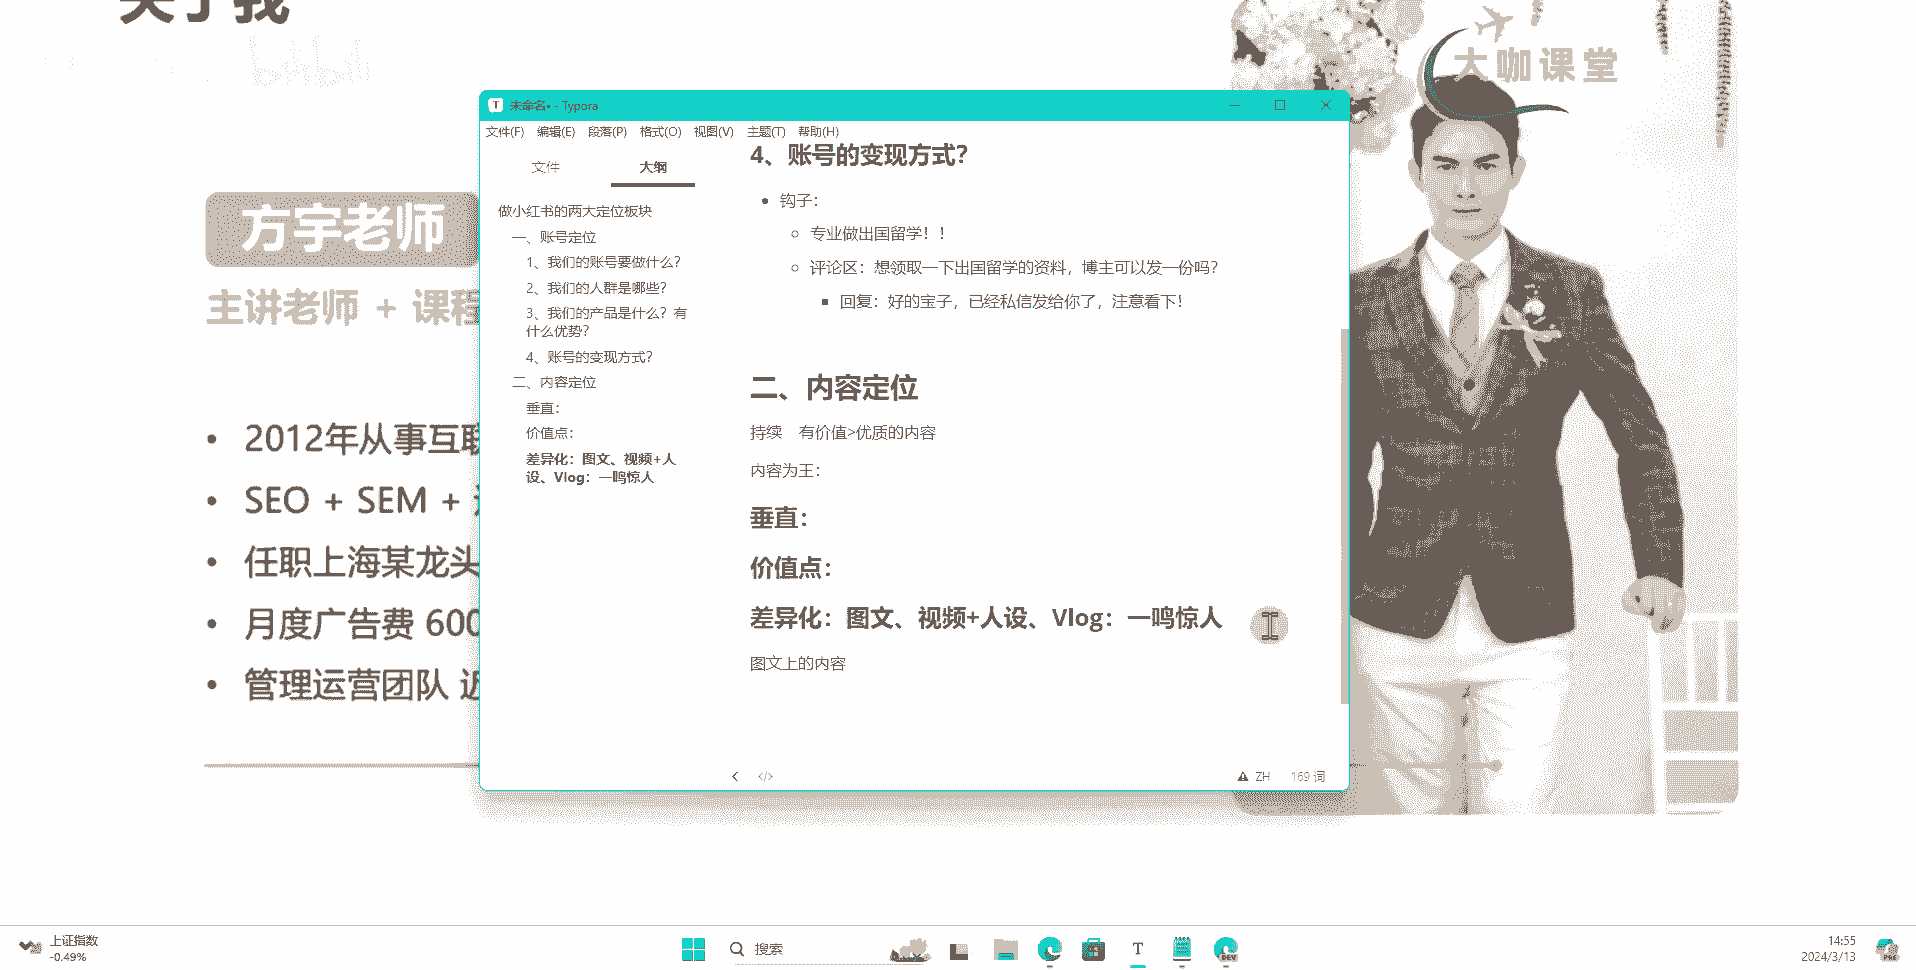 关于我
bilibili
大咖课堂
方宇老师
主讲老师 + 课程
2012年从事互联
SEO + SEM +
任职上海某龙头
月度广告费 600
管理运营团队 近
未命名• - Typora
文件(F) 编辑(E) 段落(P) 格式(O) 视图(V) 主题(T) 帮助(H)
文件 大纲
做小红书的两大定位板块
一、账号定位
1、我们的账号要做什么？
2、我们的人群是哪些？
3、我们的产品是什么？有
什么优势？
4、账号的变现方式？
二、内容定位
垂直：
价值点：
差异化：图文、视频+人
设、Vlog：一鸣惊人
4、账号的变现方式？
钩子：
专业做出国留学！！
评论区：想领取一下出国留学的资料，博主可以发一份吗？
回复：好的宝子，已经私信发给你了，注意看下！
二、内容定位
持续 有价值>优质的内容
内容为王：
垂直：
价值点：
差异化：图文、视频+人设、Vlog：一鸣惊人
图文上的内容
ZH 169 词
上证指数
-0.49%
搜索
T
DEV
14:55
2024/3/13
PRE